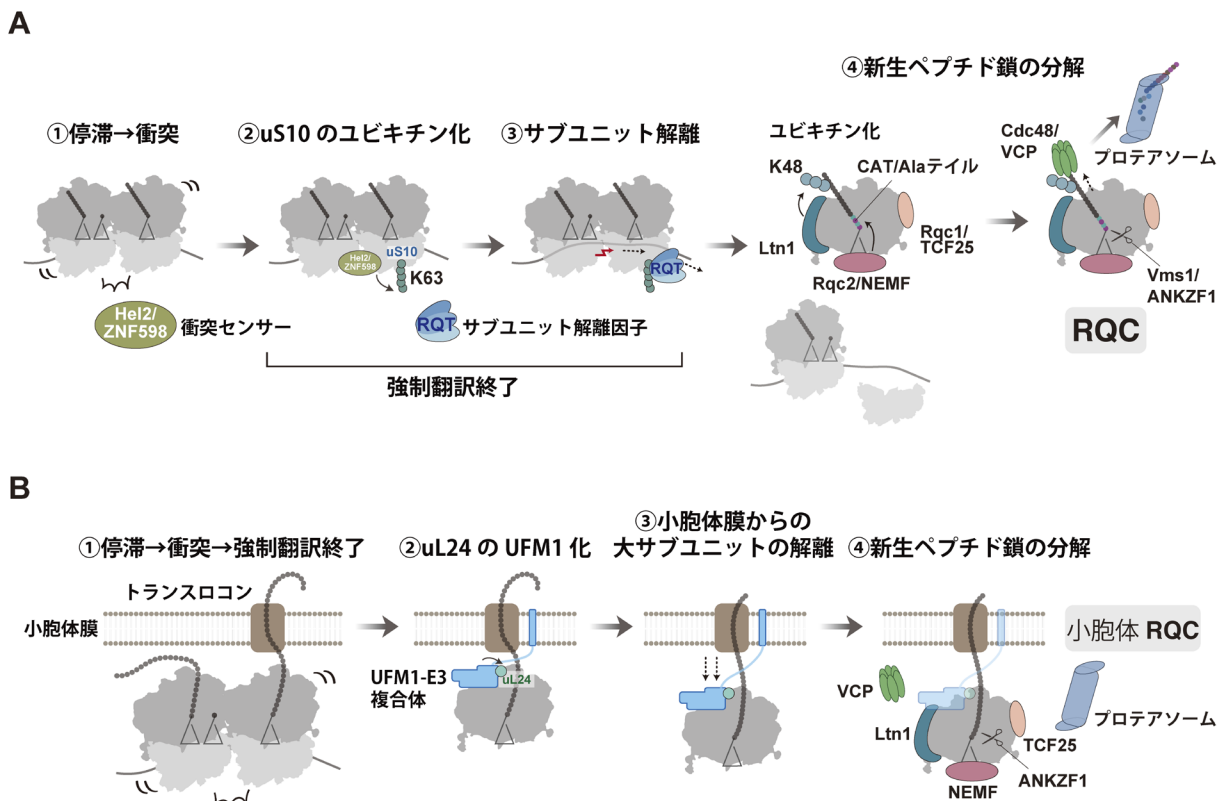 A
①停滞→衝突
②uS10 のユビキチン化
③サブユニット解離
④新生ペプチド鎖の分解
Hel2/
ZNF598
uS10
K63
RQT
Hel2/
ZNF598
衝突センサー
RQT
サブユニット解離因子
強制翻訳終了
ユビキチン化
K48
CAT/Alaテイル
Ltn1
Rqc1/
TCF25
Rqc2/NEMF
Cdc48/
VCP
プロテアソーム
Vms1/
ANKZF1
RQC
B
①停滞→衝突→強制翻訳終了
②uL24 の UFM1 化
③小胞体膜からの
大サブユニットの解離
④新生ペプチド鎖の分解
トランスロコン
小胞体膜
UFM1-E3
複合体
uL24
小胞体 RQC
VCP
Ltn1
プロテアソーム
TCF25
ANKZF1
NEMF